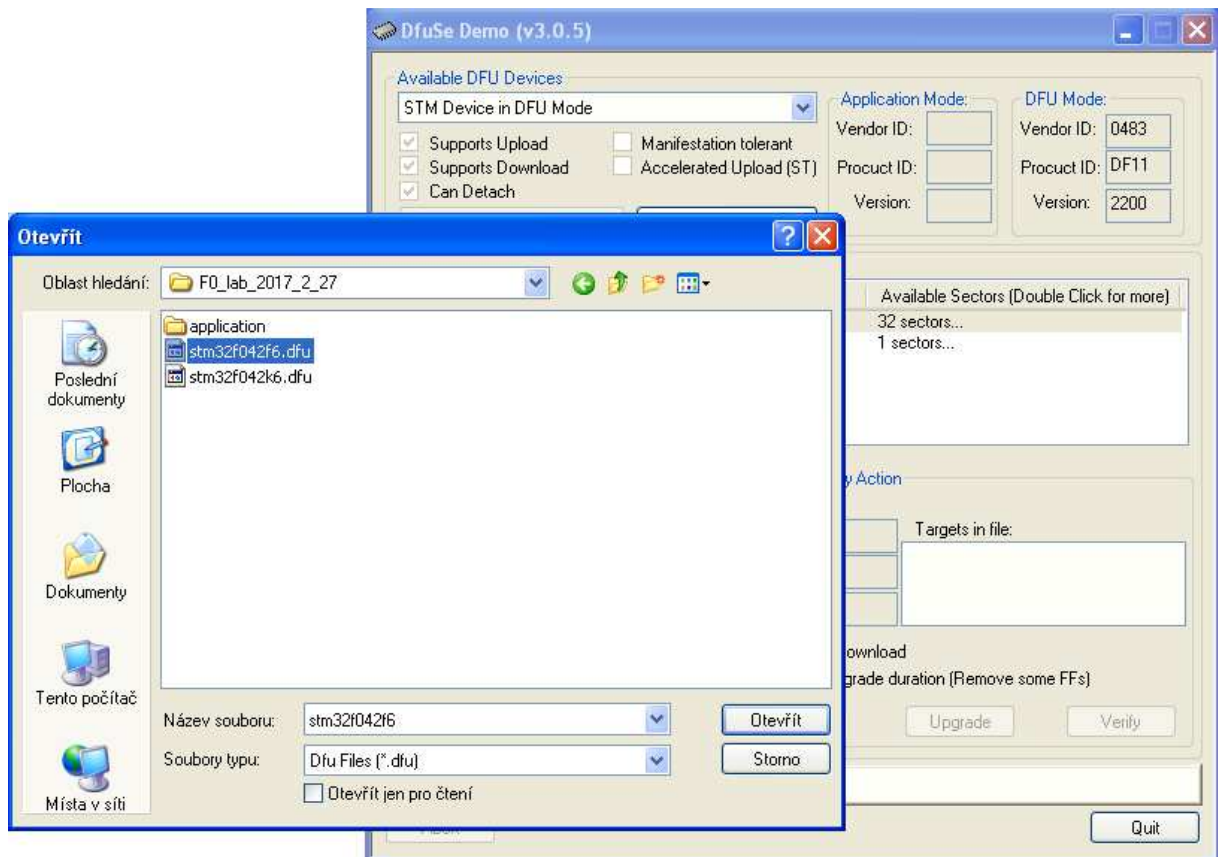 DfuSe Demo (v3.0.5)
Available DFU Devices
STM Device in DFU Mode
Supports Upload
Manifestation tolerant
Supports Download
Accelerated Upload (ST)
Can Detach
Application Mode:
Vendor ID:
Procuct ID:
Version:
DFU Mode:
Vendor ID: 0483
Procuct ID: DF11
Version: 2200
Available Sectors (Double Click for more)
32 sectors...
1 sectors...
Action
Targets in file:
ownload
grade duration (Remove some FFs)
Upgrade
Verify
Quit
Otevřít
Oblast hledání: F0_lab_2017_2_27
Poslední
dokumenty
Plocha
Dokumenty
Tento počítač
Místa v síti
application
stm32f042f6.dfu
stm32f042k6.dfu
Název souboru: stm32f042f6
Otevřít
Soubory typu: Dfu Files (*.dfu)
Storno
Otevřít jen pro čtení